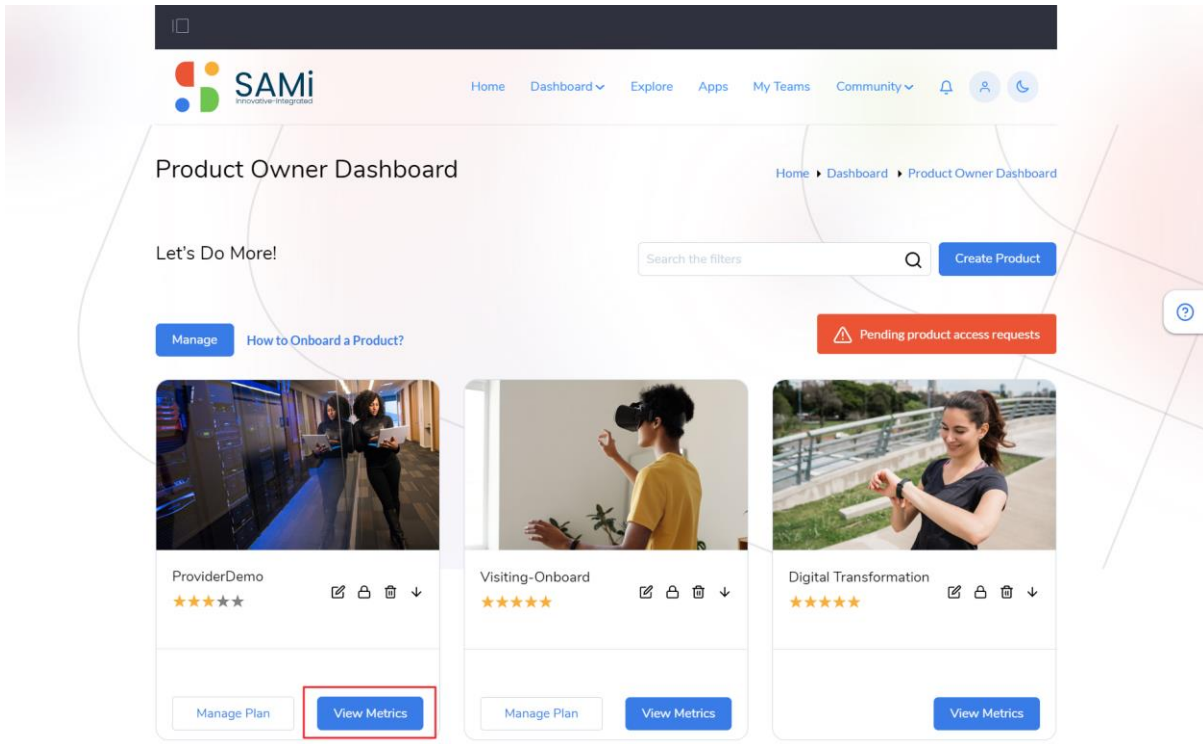 SAMi
Innovative-Integrated
Home Dashboard Explore Apps My Teams Community
Product Owner Dashboard
Home Dashboard Product Owner Dashboard
Let's Do More!
Search the filters
Create Product
Manage
How to Onboard a Product?
Pending product access requests
ProviderDemo
Visiting-Onboard
Digital Transformation
Manage Plan
View Metrics
Manage Plan
View Metrics
View Metrics